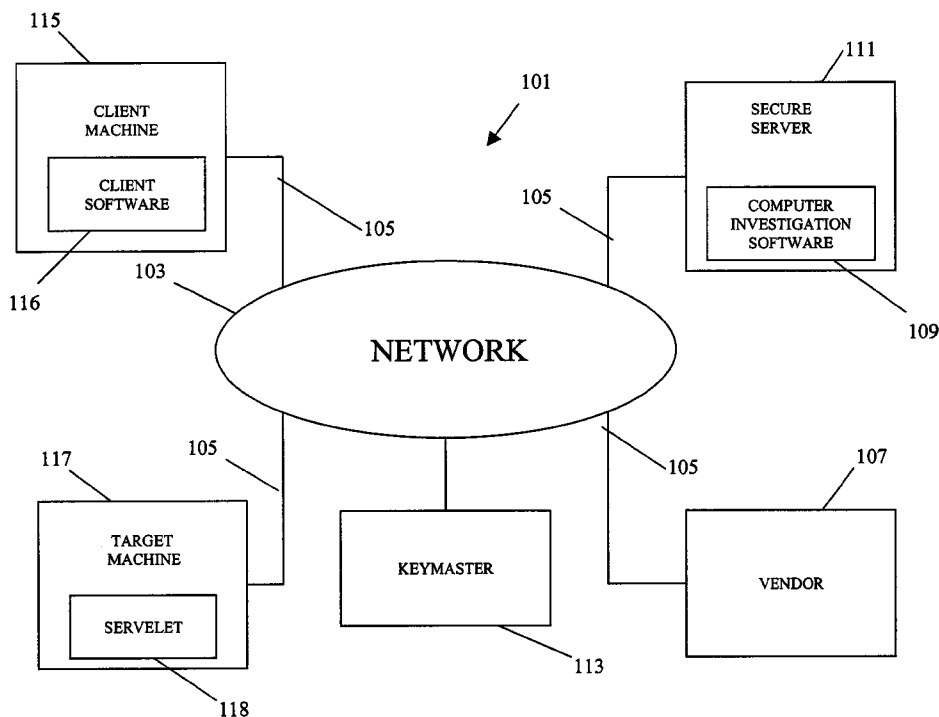 115
CLIENT
MACHINE
CLIENT
SOFTWARE
116
105
101
111
SECURE
SERVER
COMPUTER
INVESTIGATION
SOFTWARE
109
105
103
NETWORK
117
TARGET
MACHINE
SERVELET
118
105
KEYMASTER
113
105
107
VENDOR